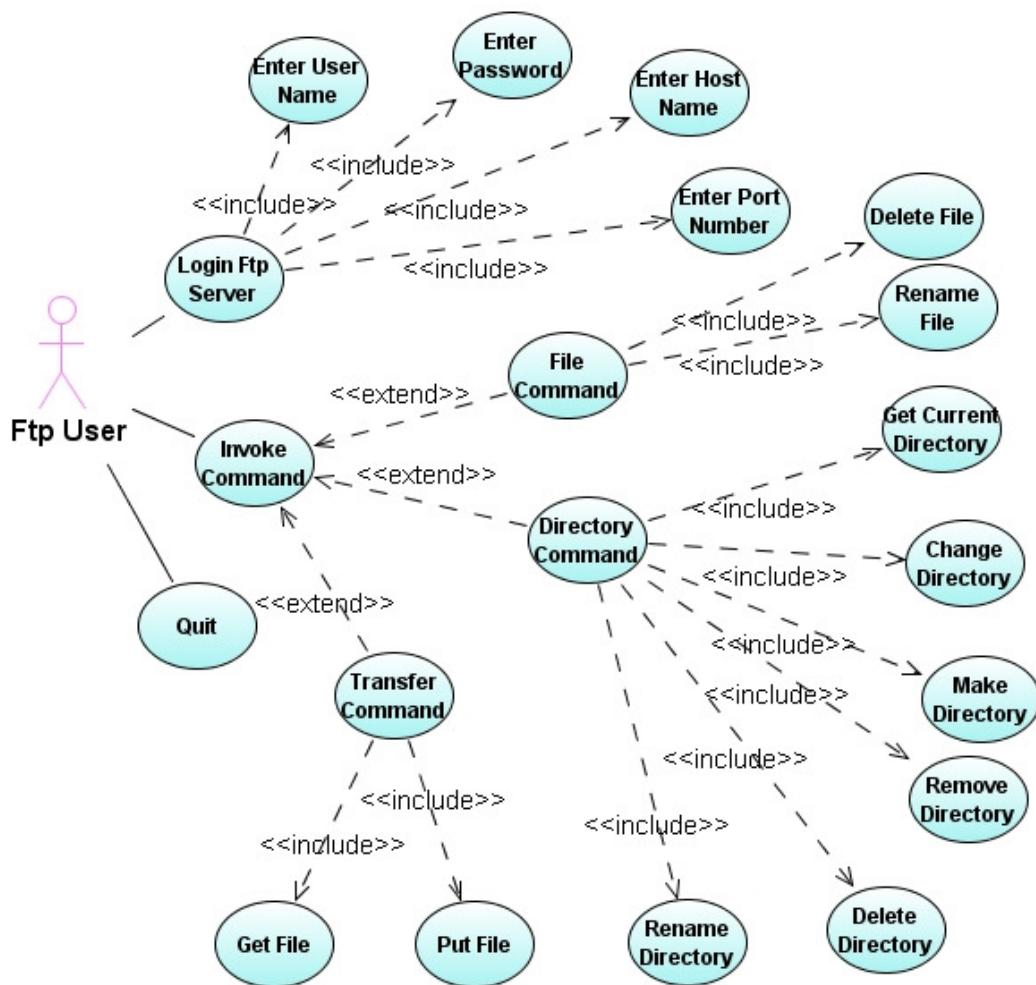 Enter User
Name
Enter
Password
Enter Host
Name
<<include>>
<<include>>
<<include>>
Enter Port
Number
<<include>>
Login Ftp
Server
Delete File
Rename
File
<<include>>
<<include>>
File
Command
<<extend>>
Ftp User
Invoke
Command
<<extend>>
Get Current
Directory
<<include>>
Directory
Command
Change
Directory
<<include>>
Quit
<<extend>>
<<include>>
Transfer
Command
Make
Directory
<<include>>
Remove
Directory
<<include>>
<<include>>
<<include>>
<<include>>
Get File
Put File
Rename
Directory
Delete
Directory